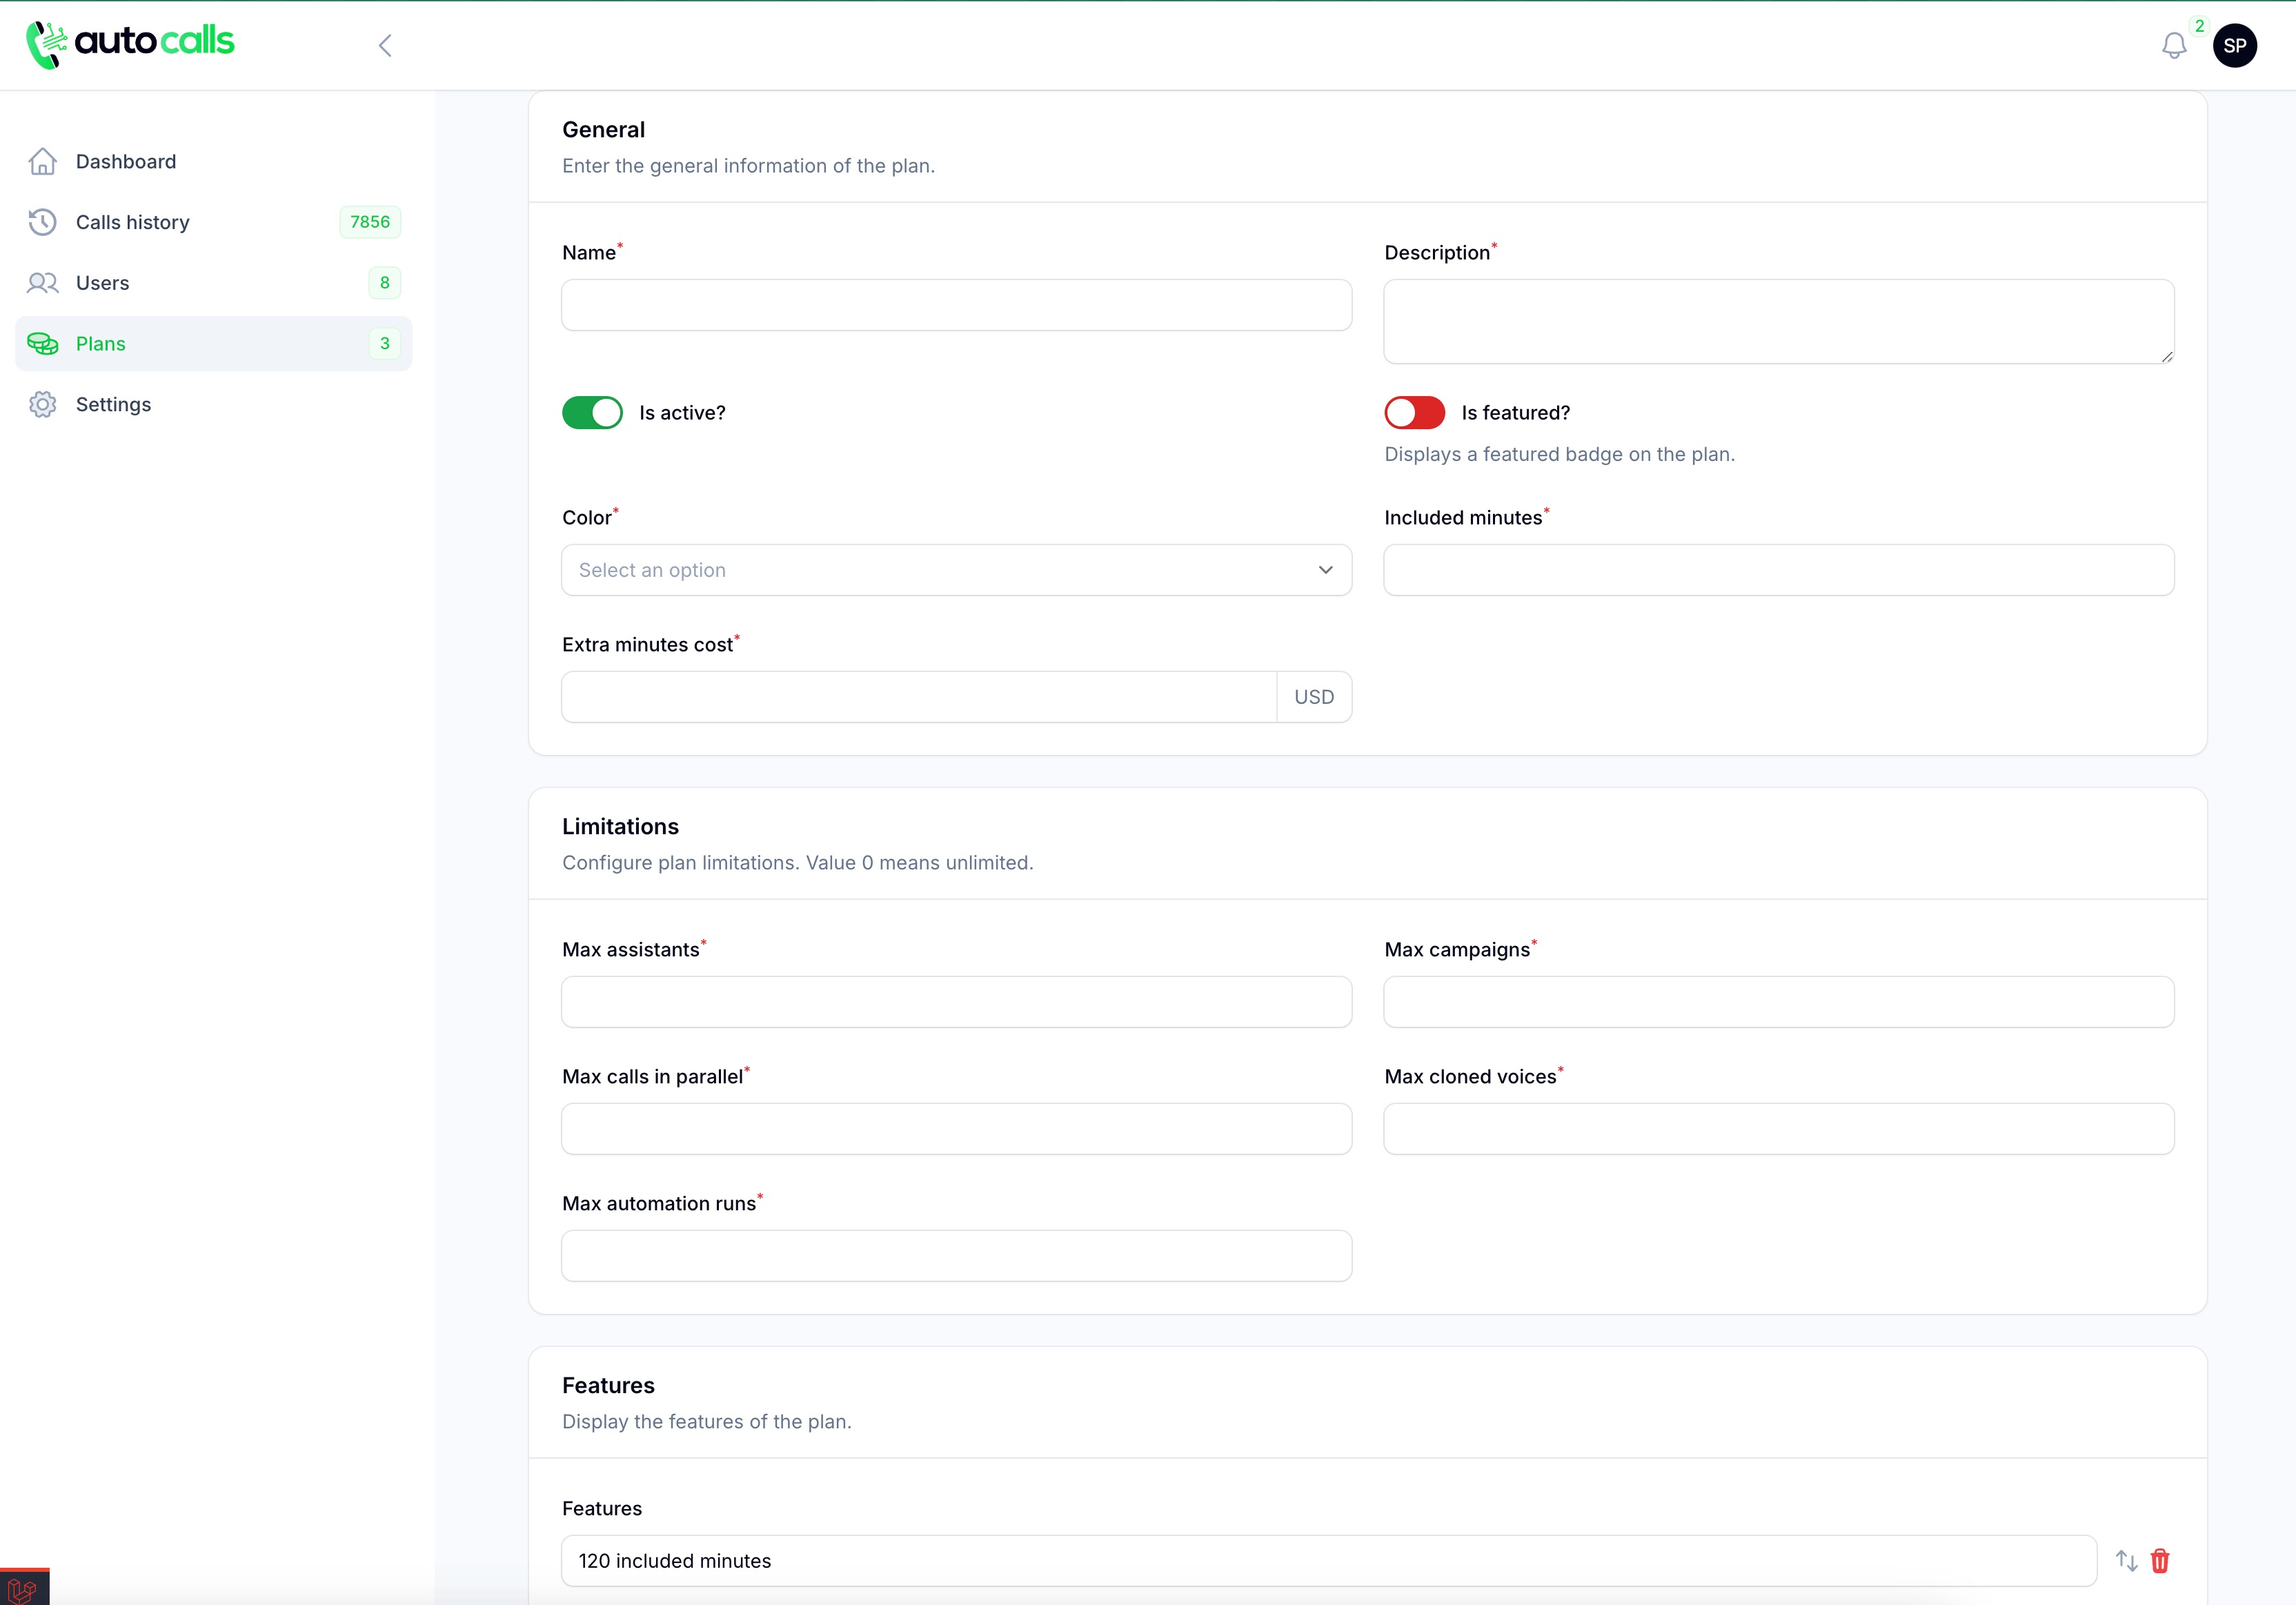 autocalls
2
SP
Dashboard
Calls history 7856
Users 8
Plans 3
Settings
General
Enter the general information of the plan.
Name*
Description*
Is active?
Is featured?
Displays a featured badge on the plan.
Color*
Included minutes*
Select an option
Extra minutes cost*
USD
Limitations
Configure plan limitations. Value 0 means unlimited.
Max assistants*
Max campaigns*
Max calls in parallel*
Max cloned voices*
Max automation runs*
Features
Display the features of the plan.
Features
120 included minutes